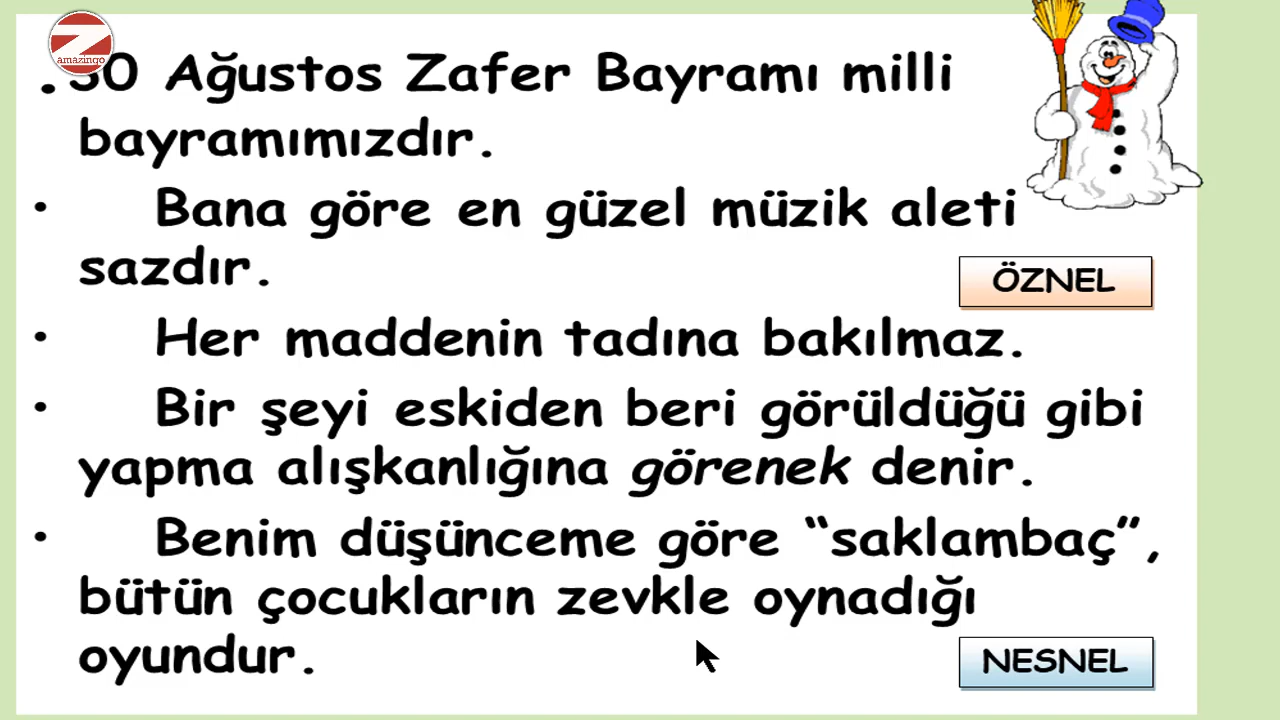 amazingo
.30 Ağustos Zafer Bayramı milli
bayramımızdır.
• Bana göre en güzel müzik aleti
sazdır.
ÖZNEL
• Her maddenin tadına bakılmaz.
• Bir şeyi eskiden beri görüldüğü gibi
yapma alışkanlığına görenek denir.
• Benim düşünceme göre “saklambaç”,
bütün çocukların zevkle oynadığı
oyundur.
NESNEL